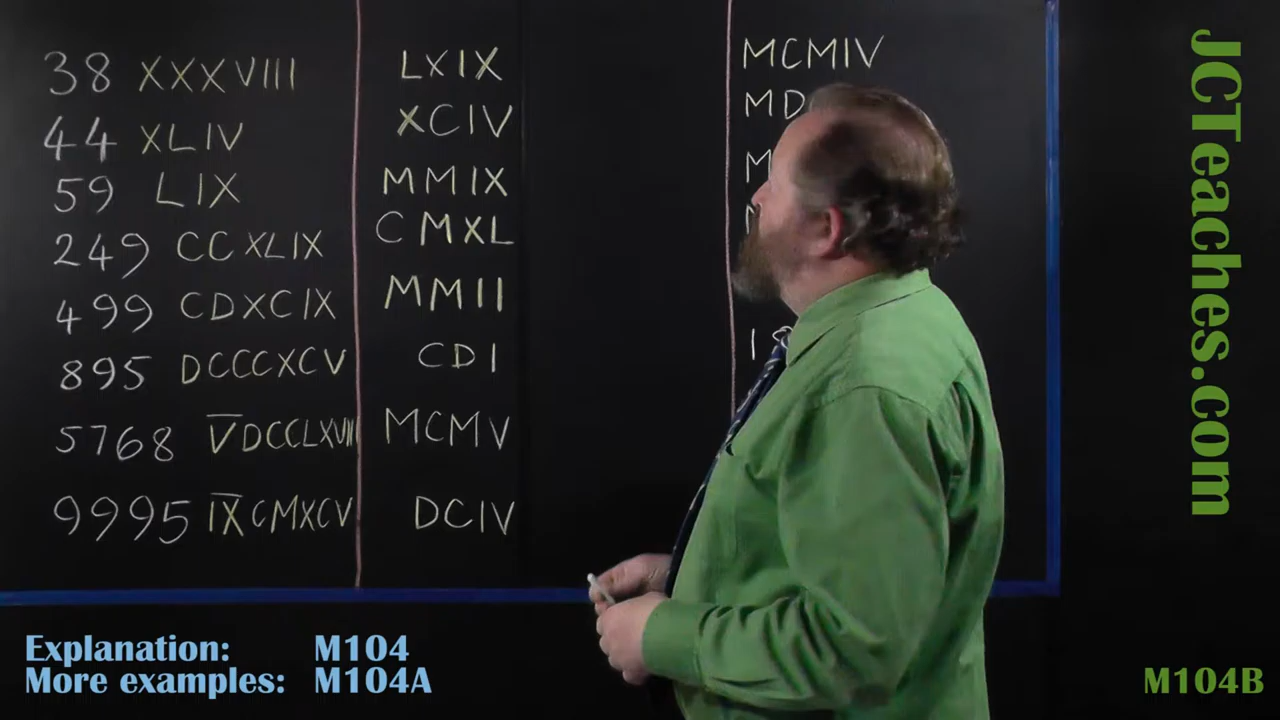 38 XXXVIII
44 XLIV
59 LIX
249 CCXLIX
499 CDXCIX
895 DCCCXCV
5768 V̅DCCLXVIII
9995 I̅X̅CMXCV
LXIX
XCIV
MMIX
CMXL
MMII
CDI
MCMV
DCIV
MCMIV
JCTeaches.com
Explanation: M104
More examples: M104A
M104B